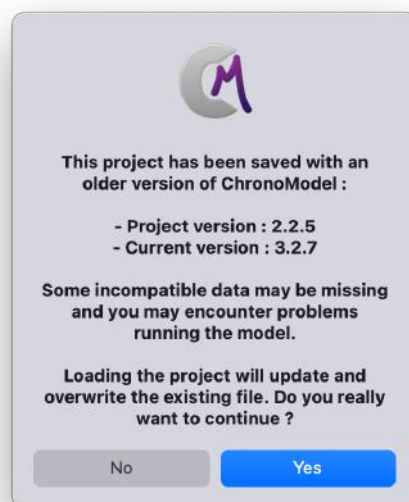 CM
This project has been saved with an
older version of ChronoModel :
- Project version : 2.2.5
- Current version : 3.2.7
Some incompatible data may be missing
and you may encounter problems
running the model.
Loading the project will update and
overwrite the existing file. Do you really
want to continue ?
No
Yes